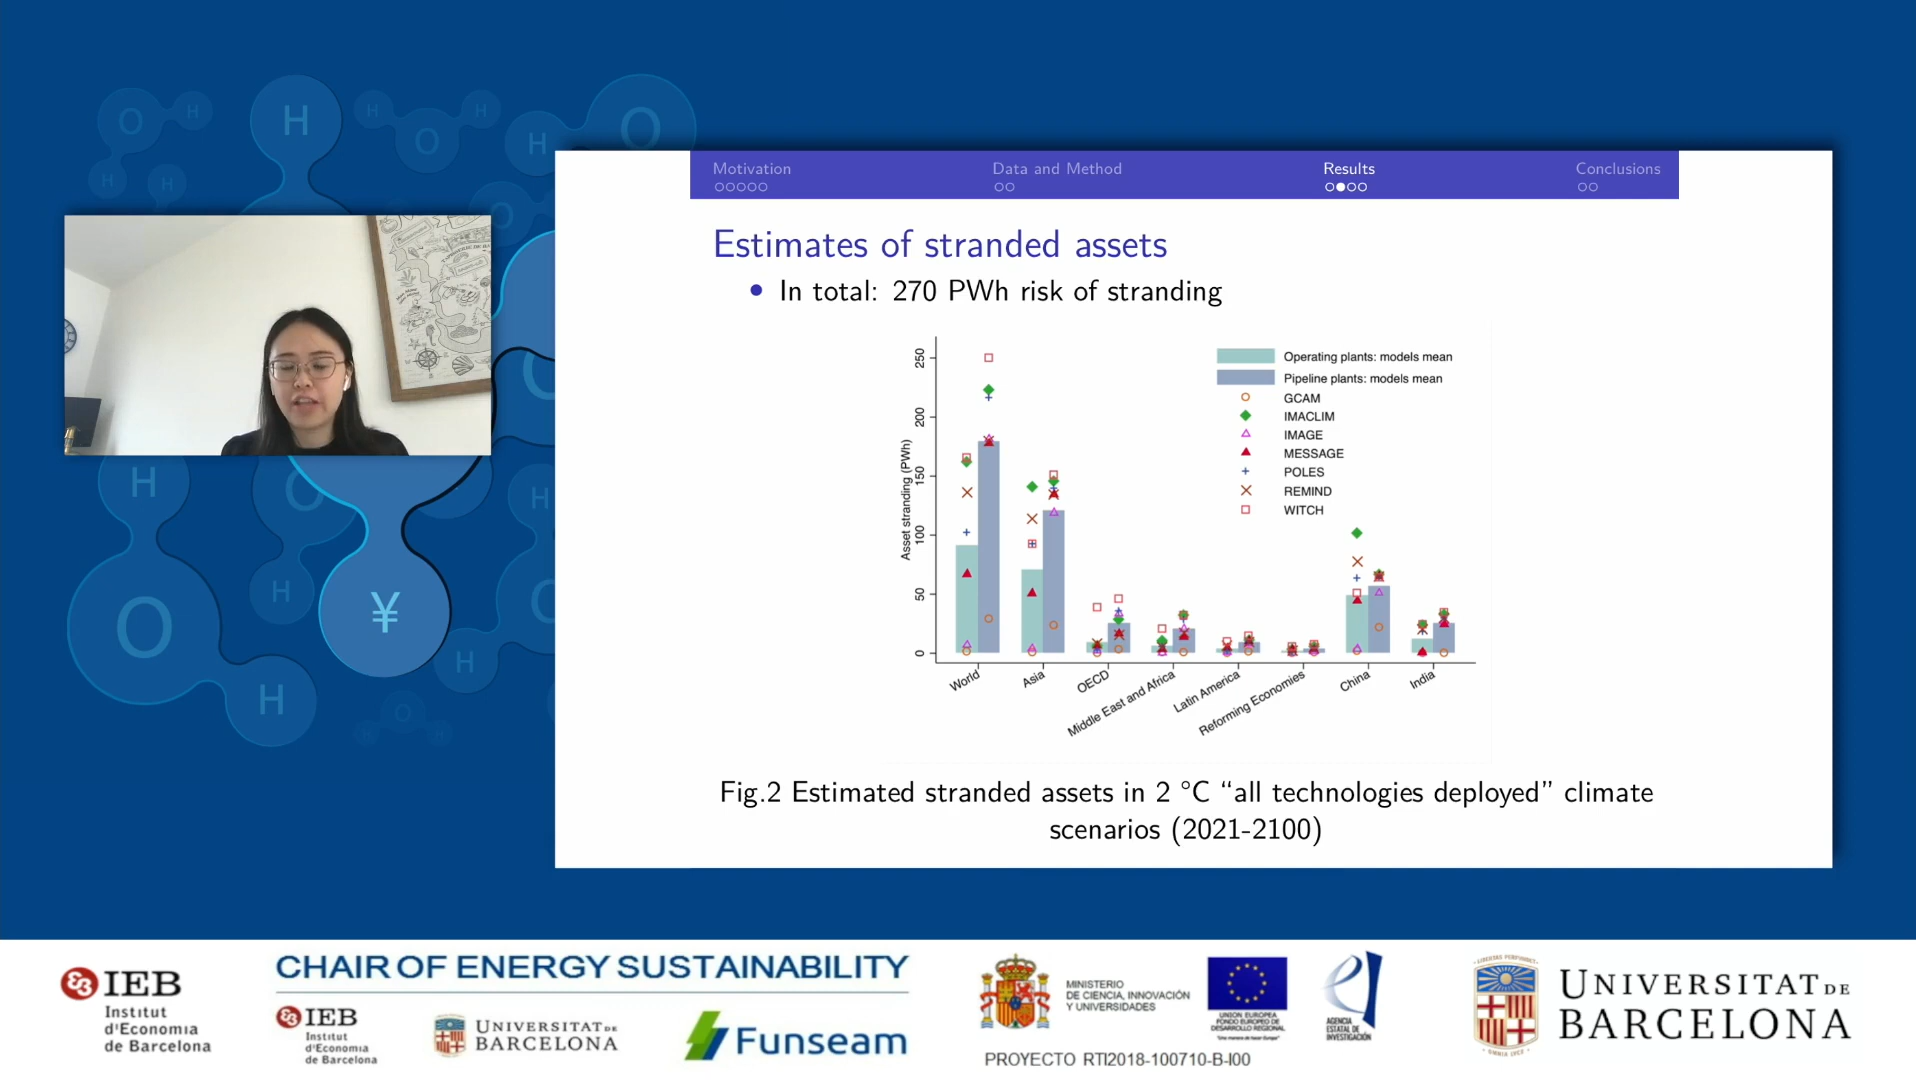 O
H
H
H
H
O
H
H
O
H
O
O
H
O
H
H
O
¥
H
H
O
Motivation
Data and Method
Results
Conclusions
Estimates of stranded assets
In total: 270 PWh risk of stranding
Asset stranding (PWh)
250
200
150
100
50
0
Operating plants: models mean
Pipeline plants: models mean
GCAM
IMACLIM
IMAGE
MESSAGE
POLES
REMIND
WITCH
World
Asia
OECD
Middle East and Africa
Latin America
Reforming Economies
China
India
Fig.2 Estimated stranded assets in 2 °C “all technologies deployed” climate
scenarios (2021-2100)
IEB
Institut
d'Economia
de Barcelona
CHAIR OF ENERGY SUSTAINABILITY
IEB
Institut
d'Economia
de Barcelona
UNIVERSITAT DE
BARCELONA
Funseam
MINISTERIO
DE CIENCIA, INNOVACIÓN
Y UNIVERSIDADES
UNIÓN EUROPEA
FONDO EUROPEO DE
DESARROLLO REGIONAL
"Una manera de hacer Europa"
AGENCIA
ESTATAL DE
INVESTIGACIÓN
PROYECTO RTI2018-100710-B-I00
UNIVERSITAT DE
BARCELONA